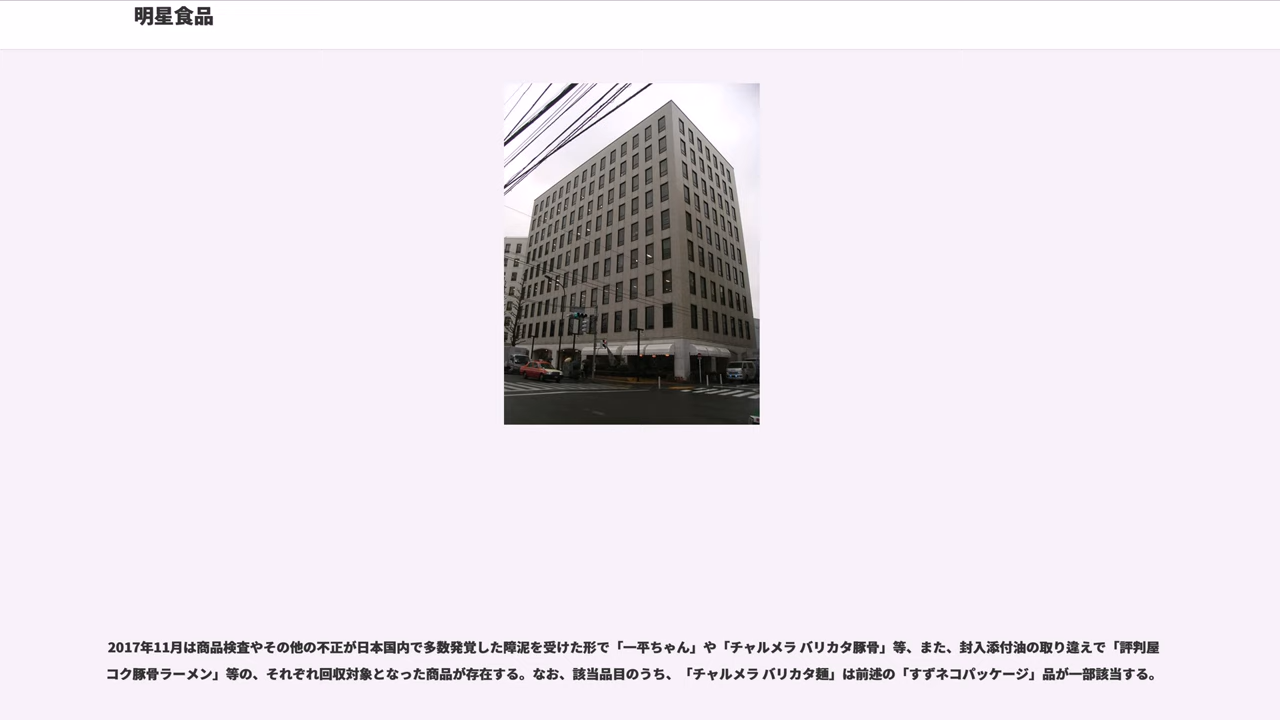 明星食品
2017年11月は商品検査やその他の不正が日本国内で多数発覚した障泥を受けた形で「一平ちゃん」や「チャルメラ バリカタ豚骨」等、また、封入添付油の取り違えで「評判屋
コク豚骨ラーメン」等の、それぞれ回収対象となった商品が存在する。なお、該当品目のうち、「チャルメラ バリカタ麺」は前述の「すずネコパッケージ」品が一部該当する。